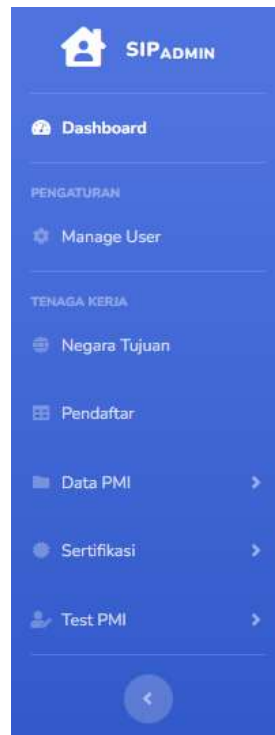 SIPADMIN
Dashboard
PENGATURAN
Manage User
TENAGA KERJA
Negara Tujuan
Pendaftar
Data PMI
Sertifikasi
Test PMI